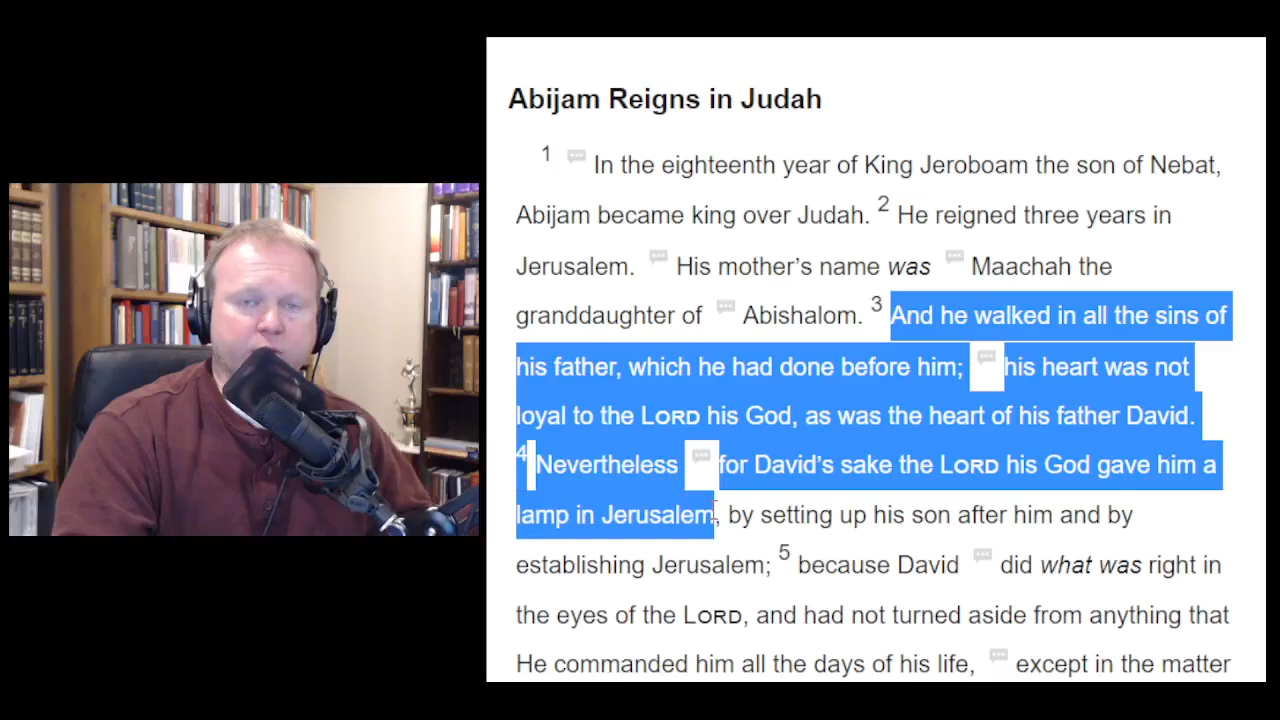 Abijam Reigns in Judah
1 In the eighteenth year of King Jeroboam the son of Nebat,
Abijam became king over Judah. 2 He reigned three years in
Jerusalem. His mother’s name was Maachah the
granddaughter of Abishalom. 3 And he walked in all the sins of
his father, which he had done before him; his heart was not
loyal to the LORD his God, as was the heart of his father David.
4 Nevertheless for David’s sake the LORD his God gave him a
lamp in Jerusalem, by setting up his son after him and by
establishing Jerusalem; 5 because David did what was right in
the eyes of the LORD, and had not turned aside from anything that
He commanded him all the days of his life, except in the matter